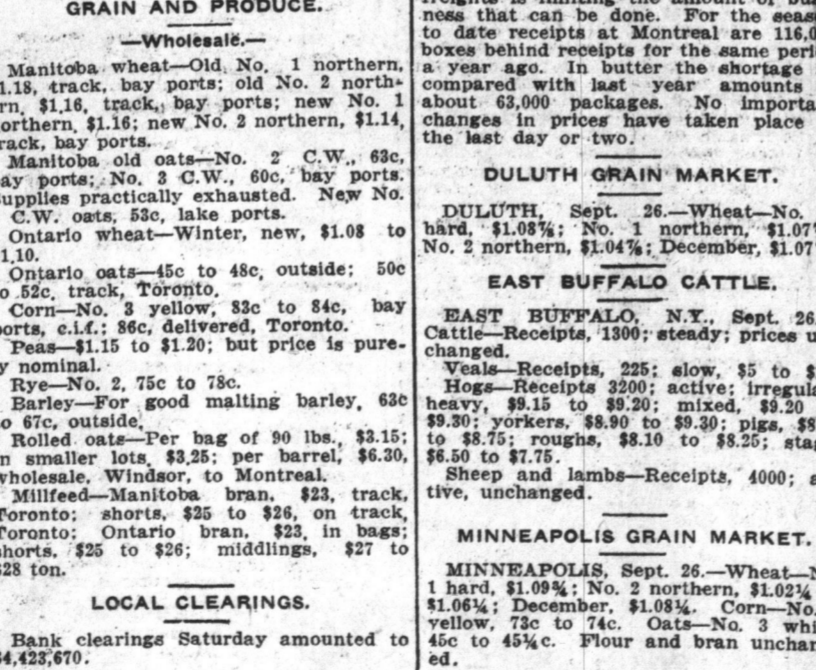 GRAIN AND PRODUCE.
—Wholesale.—
Manitoba wheat—Old No. 1 northern,
1.18, track, bay ports; old No. 2 north-
rn, $1.16, track, bay ports; new No. 1
orthern, $1.16; new No. 2 northern, $1.14,
rack, bay ports.
Manitoba old oats—No. 2 C.W., 63c,
ay ports; No. 3 C.W., 60c, bay ports.
upplies practically exhausted. New No.
C.W. oats, 53c, lake ports.
Ontario wheat—Winter, new, $1.08 to
1.10.
Ontario oats—45c to 48c, outside; 50c
o 52c, track, Toronto.
Corn—No. 3 yellow, 83c to 84c, bay
orts, c.i.f.; 86c, delivered, Toronto.
Peas—$1.15 to $1.20; but price is pure-
y nominal.
Rye—No. 2, 75c to 78c.
Barley—For good malting barley, 63c
o 67c, outside.
Rolled oats—Per bag of 90 lbs., $3.15;
n smaller lots, $3.25; per barrel, $6.30,
wholesale, Windsor, to Montreal.
Millfeed—Manitoba bran, $23, track,
Toronto; shorts, $25 to $26, on track,
Toronto; Ontario bran, $23, in bags;
horts, $25 to $26; middlings, $27 to
$28 ton.
LOCAL CLEARINGS.
Bank clearings Saturday amounted to
$4,423,670.
ness that can be done. For the seas
to date receipts at Montreal are 116,0
boxes behind receipts for the same peri
a year ago. In butter the shortage
compared with last year amounts
about 63,000 packages. No importa
changes in prices have taken place
the last day or two.
DULUTH GRAIN MARKET.
DULUTH, Sept. 26.—Wheat—No.
hard, $1.08⅞; No. 1 northern, $1.07
No. 2 northern, $1.04⅞; December, $1.07
EAST BUFFALO CATTLE.
EAST BUFFALO, N.Y., Sept. 26.
Cattle—Receipts, 1300; steady; prices u
changed.
Veals—Receipts, 225; slow, $5 to $
Hogs—Receipts 3200; active; irregula
heavy, $9.15 to $9.20; mixed, $9.20
$9.30; yorkers, $8.90 to $9.30; pigs, $8
to $8.75; roughs, $8.10 to $8.25; stag
$6.50 to $7.75.
Sheep and lambs—Receipts, 4000; a
tive, unchanged.
MINNEAPOLIS GRAIN MARKET.
MINNEAPOLIS, Sept. 26.—Wheat—N
1 hard, $1.09¾; No. 2 northern, $1.02¼
$1.06¼; December, $1.08¼. Corn—No.
yellow, 73c to 74c. Oats—No. 3 whi
45c to 45¼c. Flour and bran unchan
ed.